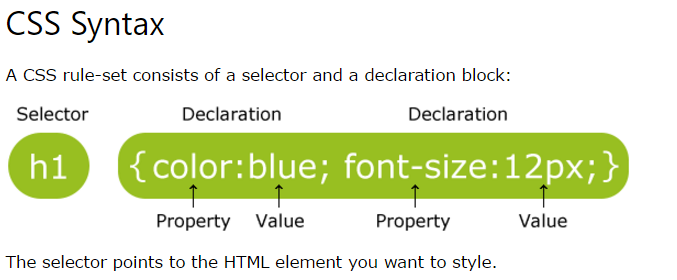 CSS Syntax
A CSS rule-set consists of a selector and a declaration block:
Selector Declaration Declaration
h1 {color:blue; font-size:12px;}
Property Value Property Value
The selector points to the HTML element you want to style.